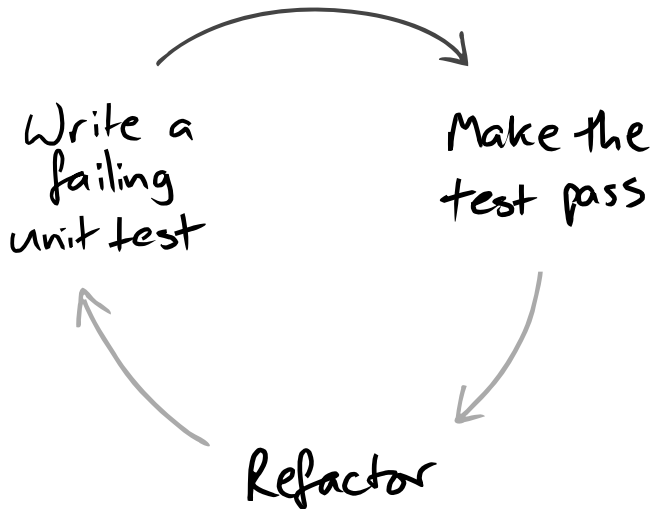 Write a
failing
unit test
Make the
test pass
Refactor